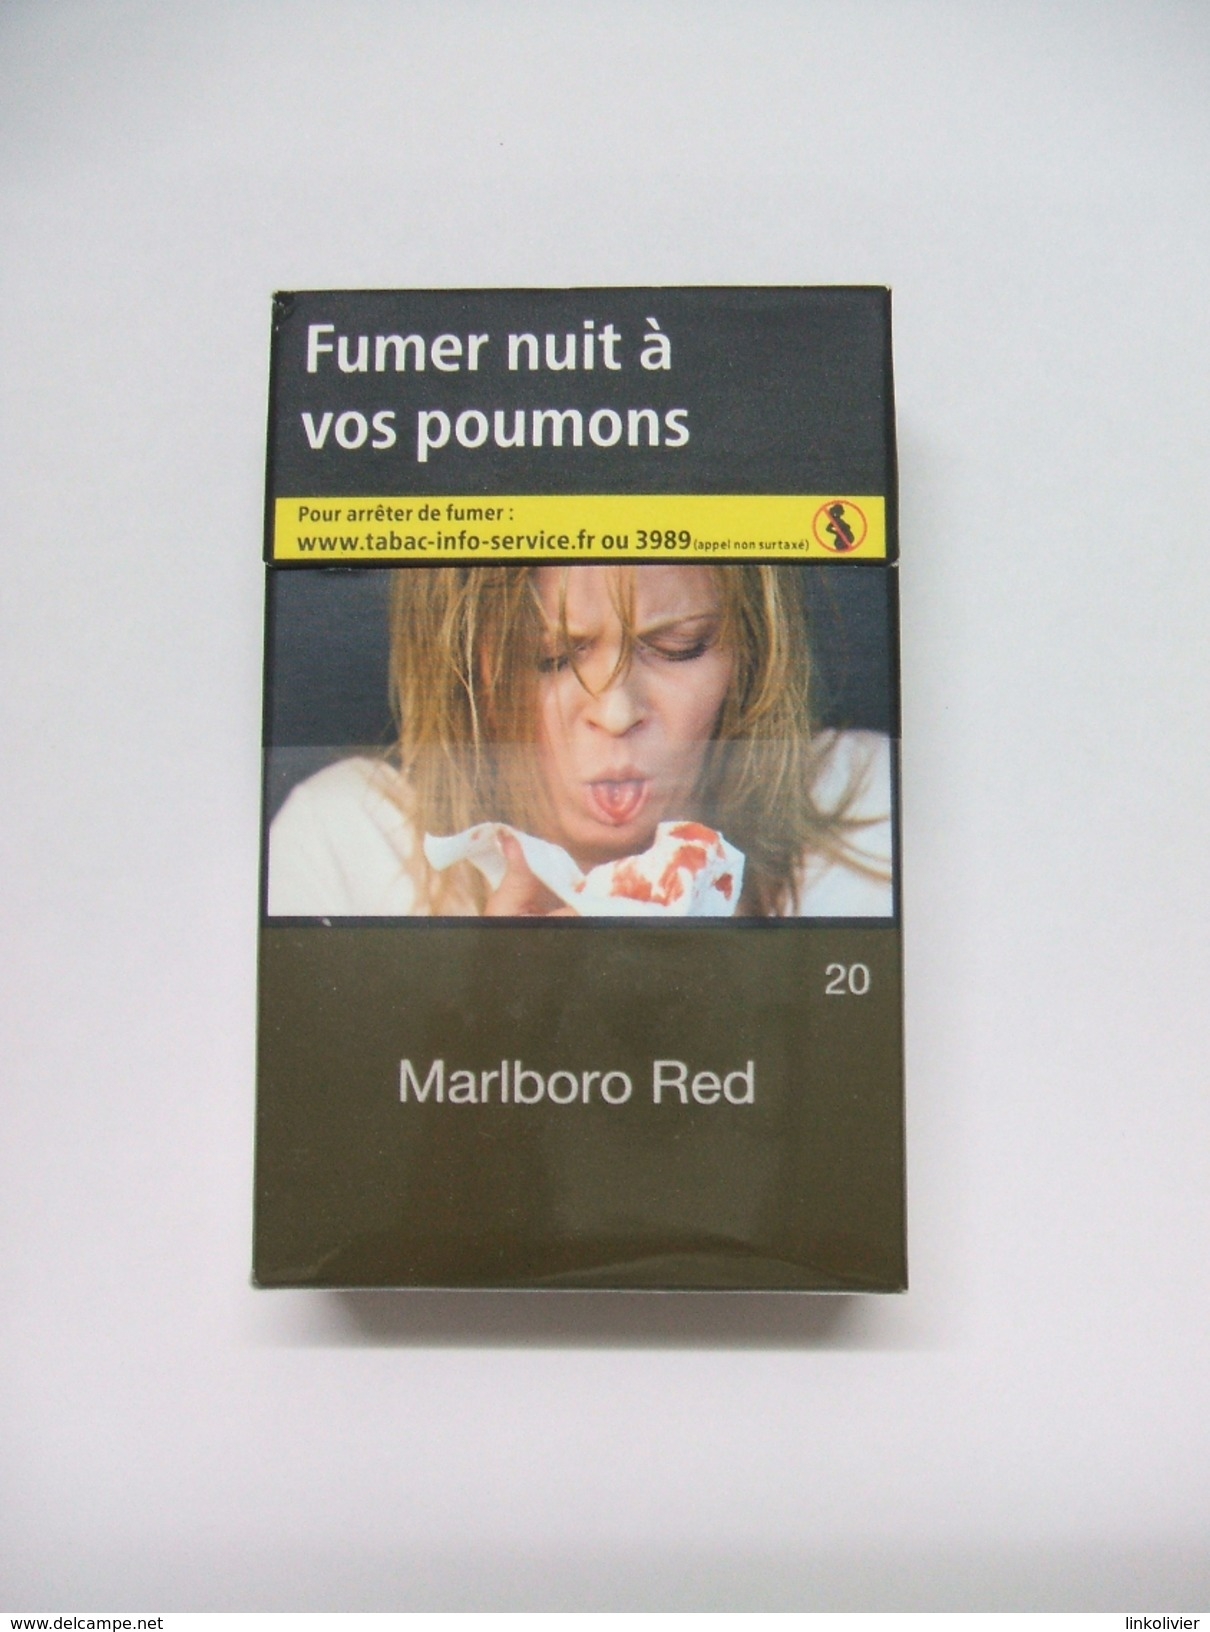 Fumer nuit à
vos poumons
Pour arrêter de fumer :
www.tabac-info-service.fr ou 3989 (appel non surtaxé)
20
Marlboro Red
www.delcampe.net
linkolivier